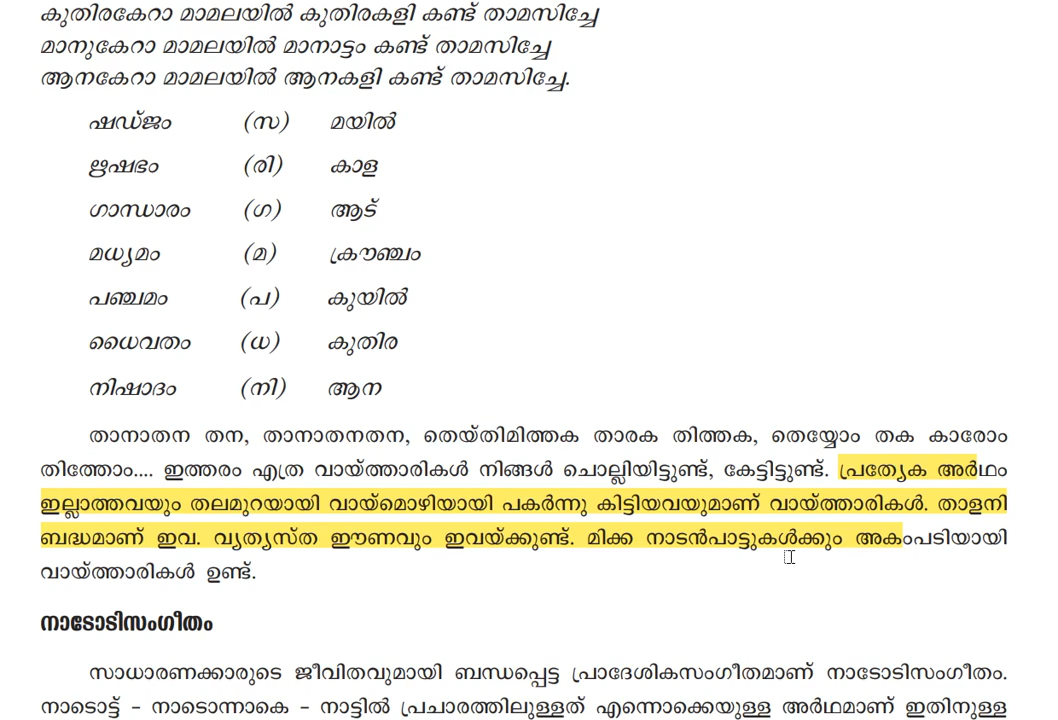 കുതിരകേറാ മാമലയിൽ കുതിരകളി കണ്ട് താമസിച്ചേ
മാനുകേറാ മാമലയിൽ മാനാട്ടം കണ്ട് താമസിച്ചേ
ആനകേറാ മാമലയിൽ ആനകളി കണ്ട് താമസിച്ചേ.
ഷഡ്ജം (സ) മയിൽ
ഋഷഭം (രി) കാള
ഗാന്ധാരം (ഗ) ആട്
മധ്യമം (മ) ക്രൗഞ്ചം
പഞ്ചമം (പ) കുയിൽ
ധൈവതം (ധ) കുതിര
നിഷാദം (നി) ആന
താനാതന തന, താനാതനതന, തെയ്തിമിത്തക താരക തിത്തക, തെയ്യോം തക കാരോം
തിത്തോം.... ഇത്തരം എത്ര വായ്ത്താരികൾ നിങ്ങൾ ചൊല്ലിയിട്ടുണ്ട്, കേട്ടിട്ടുണ്ട്. പ്രത്യേക അർഥം
ഇല്ലാത്തവയും തലമുറയായി വായ്മൊഴിയായി പകർന്നു കിട്ടിയവയുമാണ് വായ്ത്താരികൾ. താളനി
ബദ്ധമാണ് ഇവ. വ്യത്യസ്ത ഈണവും ഇവയ്ക്കുണ്ട്. മിക്ക നാടൻപാട്ടുകൾക്കും അകംപടിയായി
വായ്ത്താരികൾ ഉണ്ട്.
നാടോടിസംഗീതം
സാധാരണക്കാരുടെ ജീവിതവുമായി ബന്ധപ്പെട്ട പ്രാദേശികസംഗീതമാണ് നാടോടിസംഗീതം.
നാടൊട്ട് - നാടൊന്നാകെ - നാട്ടിൽ പ്രചാരത്തിലുള്ളത് എന്നൊക്കെയുള്ള അർഥമാണ് ഇതിനുള്ള